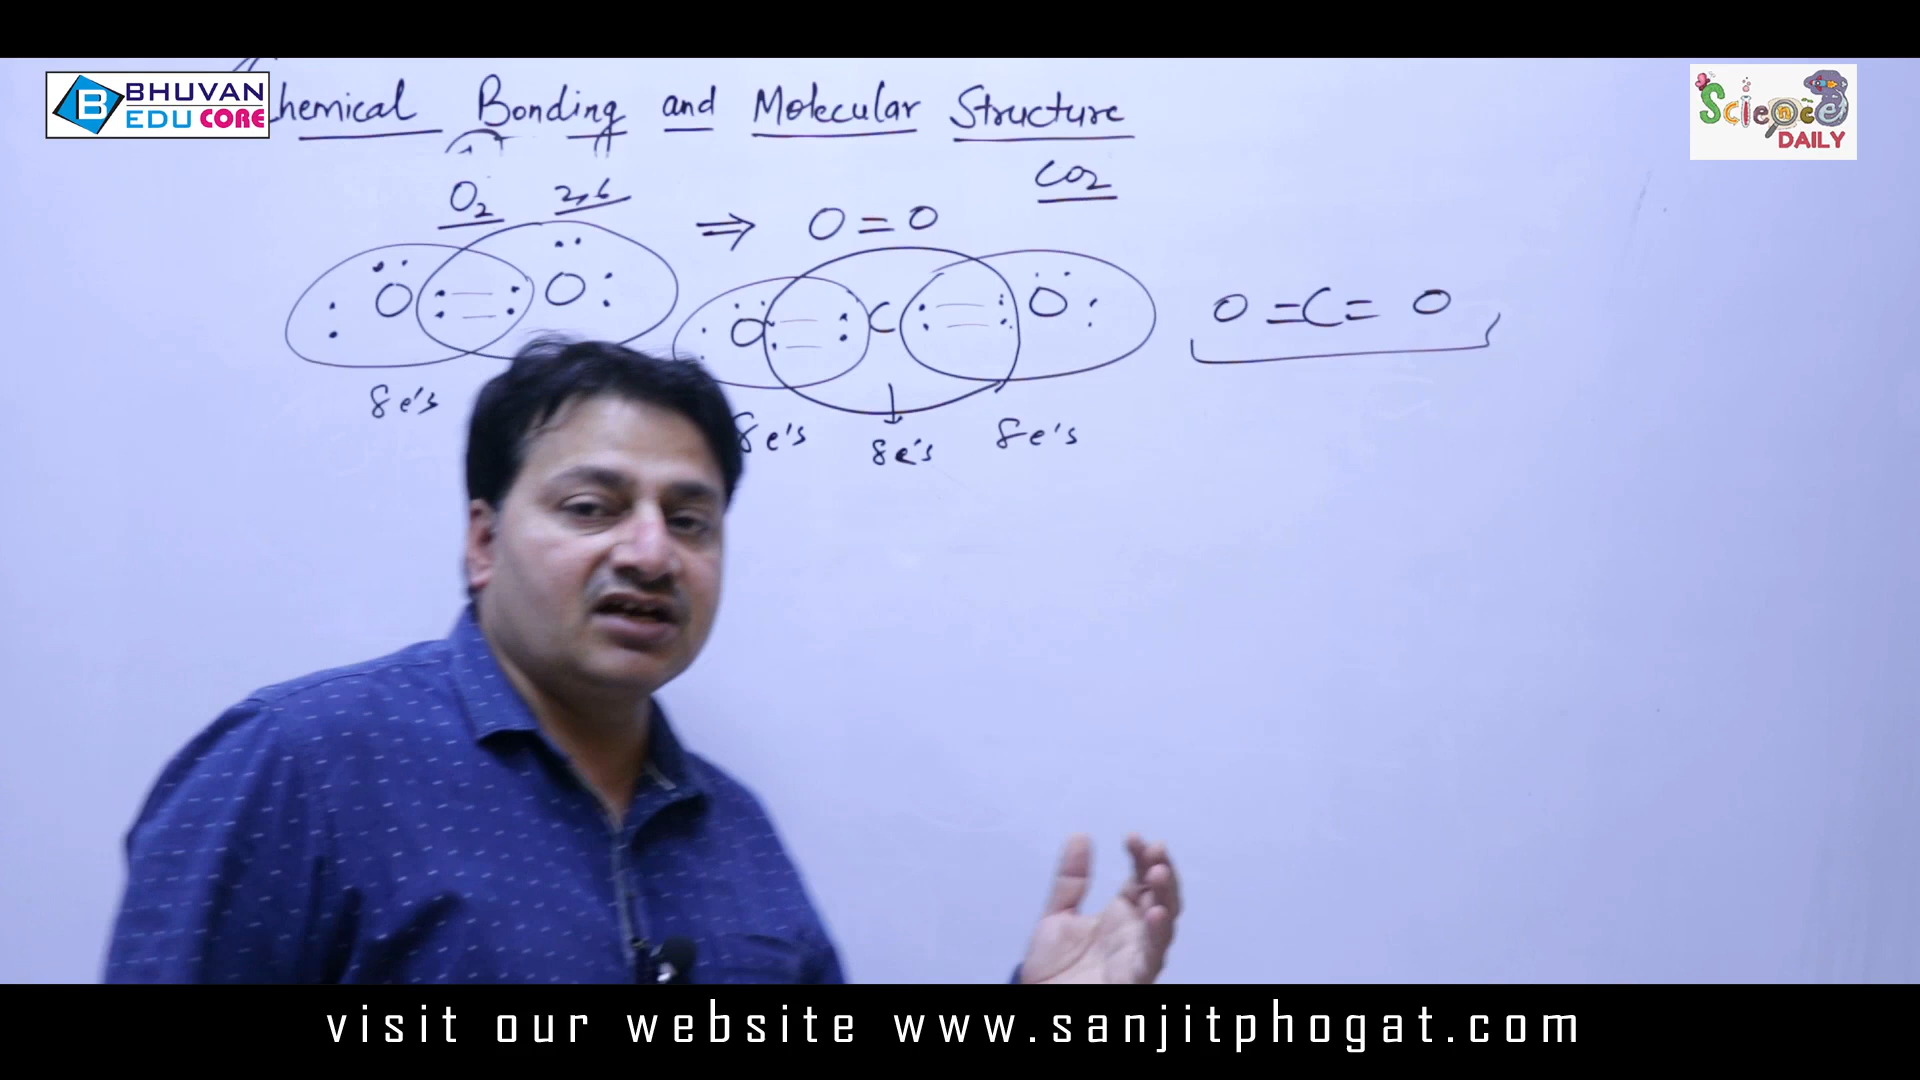 BHUVAN
EDU CORE
Chemical Bonding and Molecular Structure
Science
DAILY
O2 2,6 ⇒ O = O
CO2
O O
O C O
O = C = O
8e's
8e's 8e's 8e's
visit our website www.sanjitphogat.com